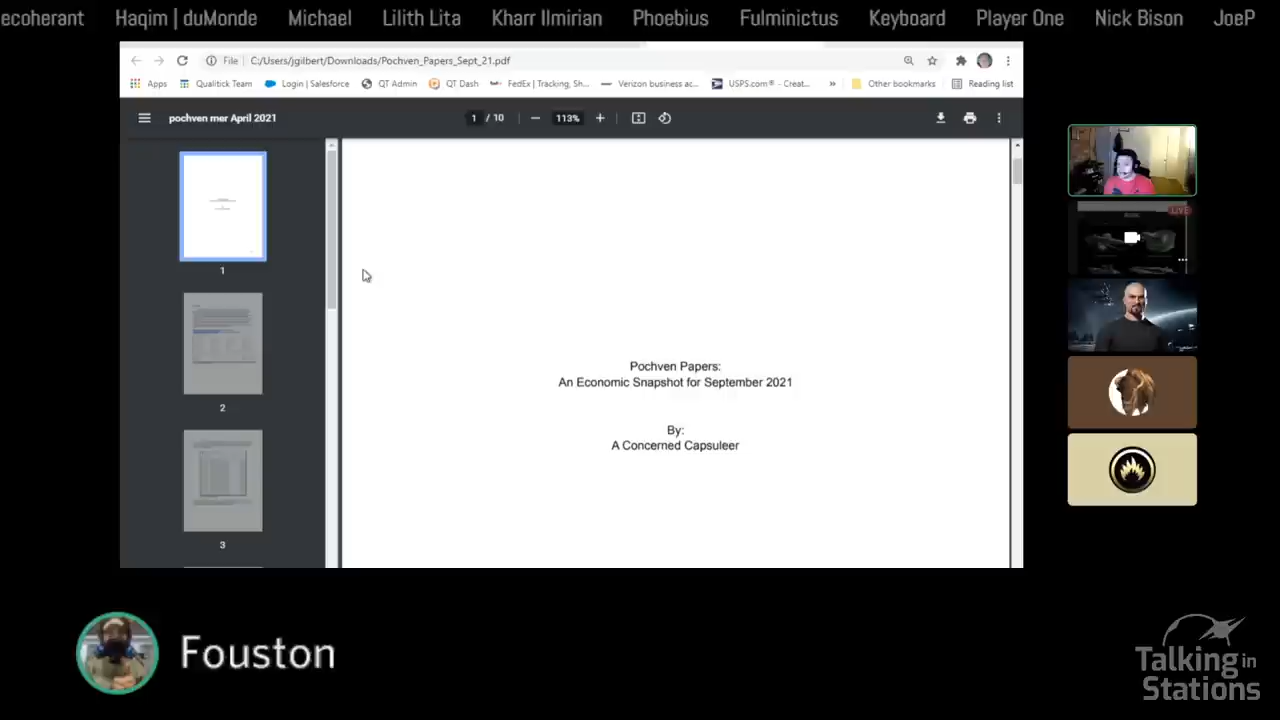 ecoherant Haqim | duMonde Michael Lilith Lita Kharr Ilmirian Phoebius Fulminictus Keyboard Player One Nick Bison JoeP
File C:/Users/jgilbert/Downloads/Pochven_Papers_Sept_21.pdf
Apps Qualitick Team Login | Salesforce QT Admin QT Dash FedEx | Tracking, Sh... Verizon business ac... USPS.com® - Creat... » Other bookmarks Reading list
pochven mer April 2021 1 / 10 113%
1
2
3
Pochven Papers:
An Economic Snapshot for September 2021
By:
A Concerned Capsuleer
LIVE
Fouston
Talking in
Stations